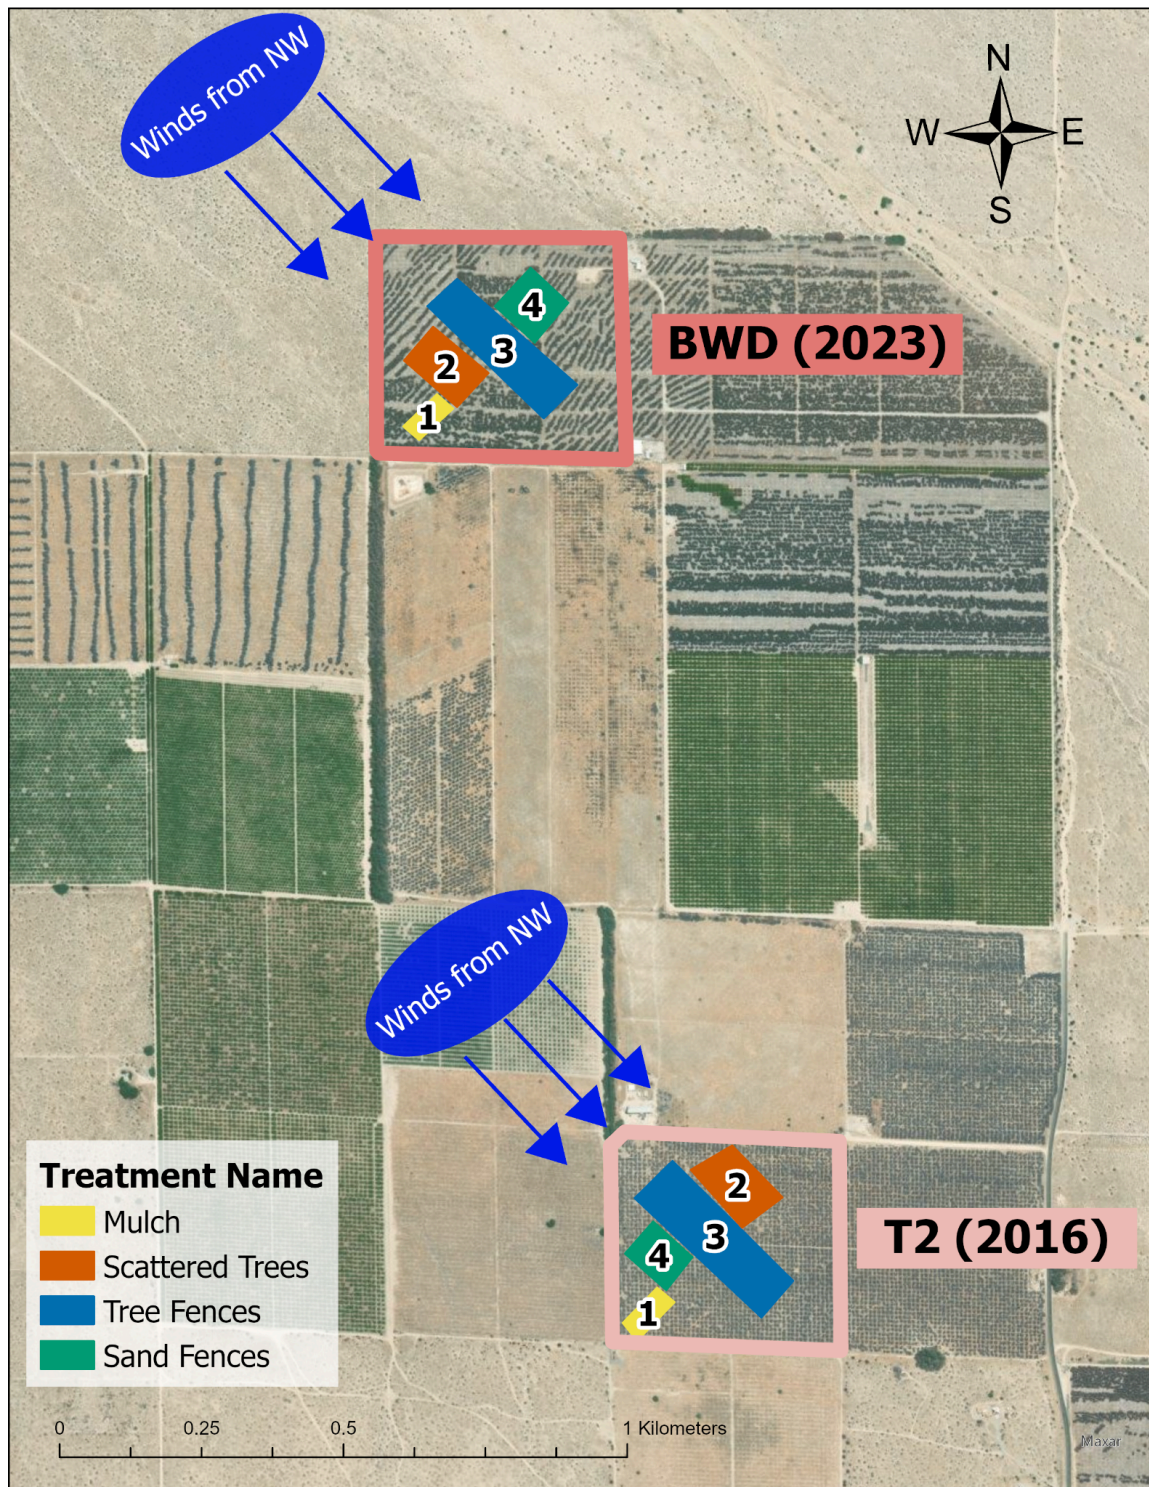 Winds from NW
N
W E
S
4
3
2
1
BWD (2023)
Winds from NW
2
3
4
1
T2 (2016)
Treatment Name
Mulch
Scattered Trees
Tree Fences
Sand Fences
0 0.25 0.5 1 Kilometers
Maxar